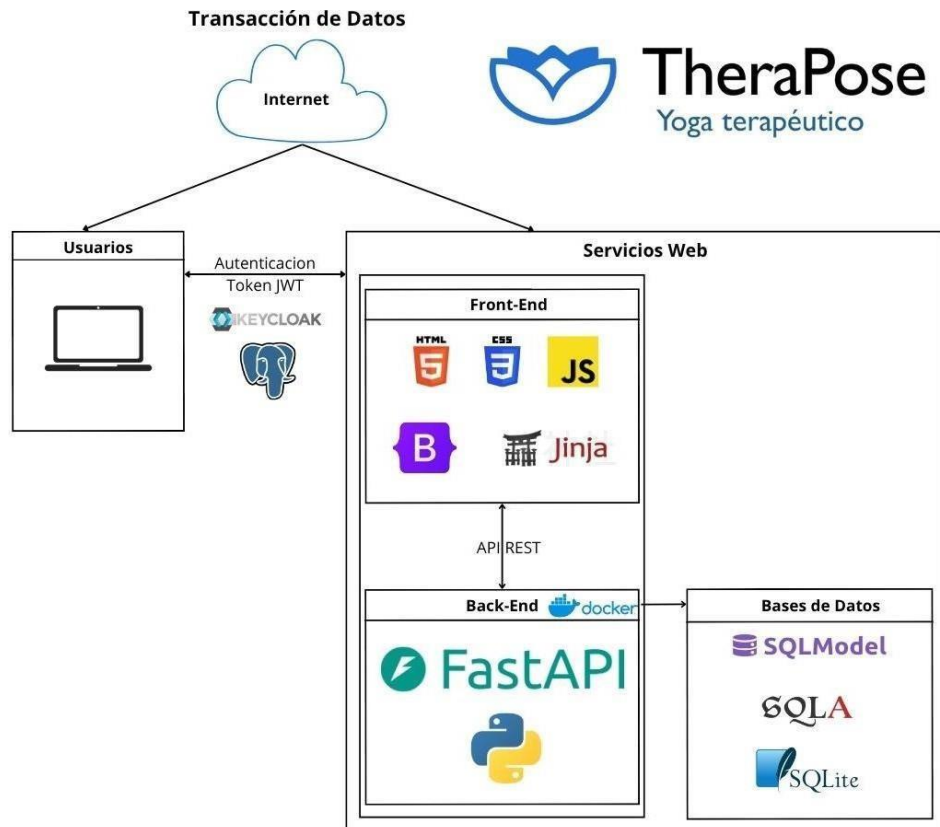 Transacción de Datos
Internet
TheraPose
Yoga terapéutico
Usuarios
Autenticacion
Token JWT
KEYCLOAK
Servicios Web
Front-End
HTML
5
CSS
3
JS
B
Jinja
API REST
Back-End
docker
FastAPI
Bases de Datos
SQLModel
SQLA
SQLite